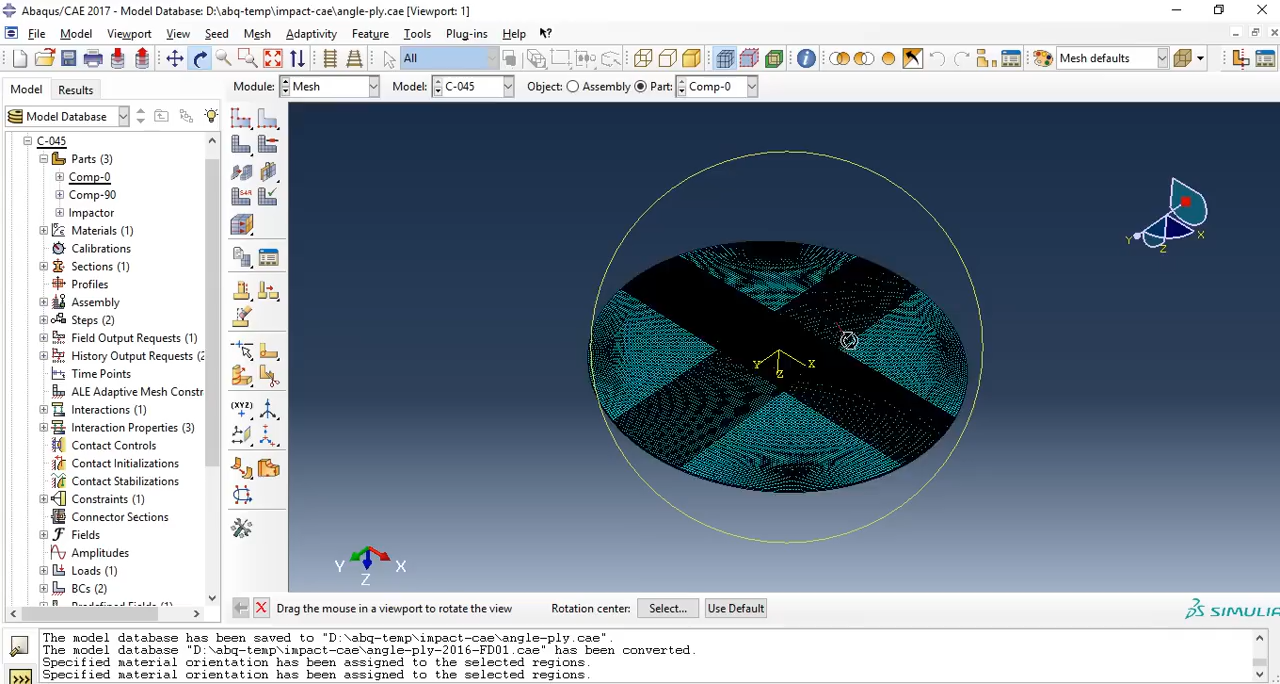 Abaqus/CAE 2017 - Model Database: D:\abq-temp\impact-cae\angle-ply.cae [Viewport: 1]
File Model Viewport View Seed Mesh Adaptivity Feature Tools Plug-ins Help
All Mesh defaults
Model Results Module: Mesh Model: C-045 Object: Assembly Part: Comp-0
Model Database
C-045
Parts (3)
Comp-0
Comp-90
Impactor
Materials (1)
Calibrations
Sections (1)
Profiles
Assembly
Steps (2)
Field Output Requests (1)
History Output Requests (2
Time Points
ALE Adaptive Mesh Constr
Interactions (1)
Interaction Properties (3)
Contact Controls
Contact Initializations
Contact Stabilizations
Constraints (1)
Connector Sections
Fields
Amplitudes
Loads (1)
BCs (2)
Predefined Fields (1)
S4R
(XYZ)
Y X
Z
Y X
Z
Y X
Z
Drag the mouse in a viewport to rotate the view Rotation center: Select... Use Default
SIMULIA
The model database has been saved to "D:\abq-temp\impact-cae\angle-ply.cae".
The model database "D:\abq-temp\impact-cae\angle-ply-2016-FD01.cae" has been converted.
Specified material orientation has been assigned to the selected regions.
Specified material orientation has been assigned to the selected regions.
>>>